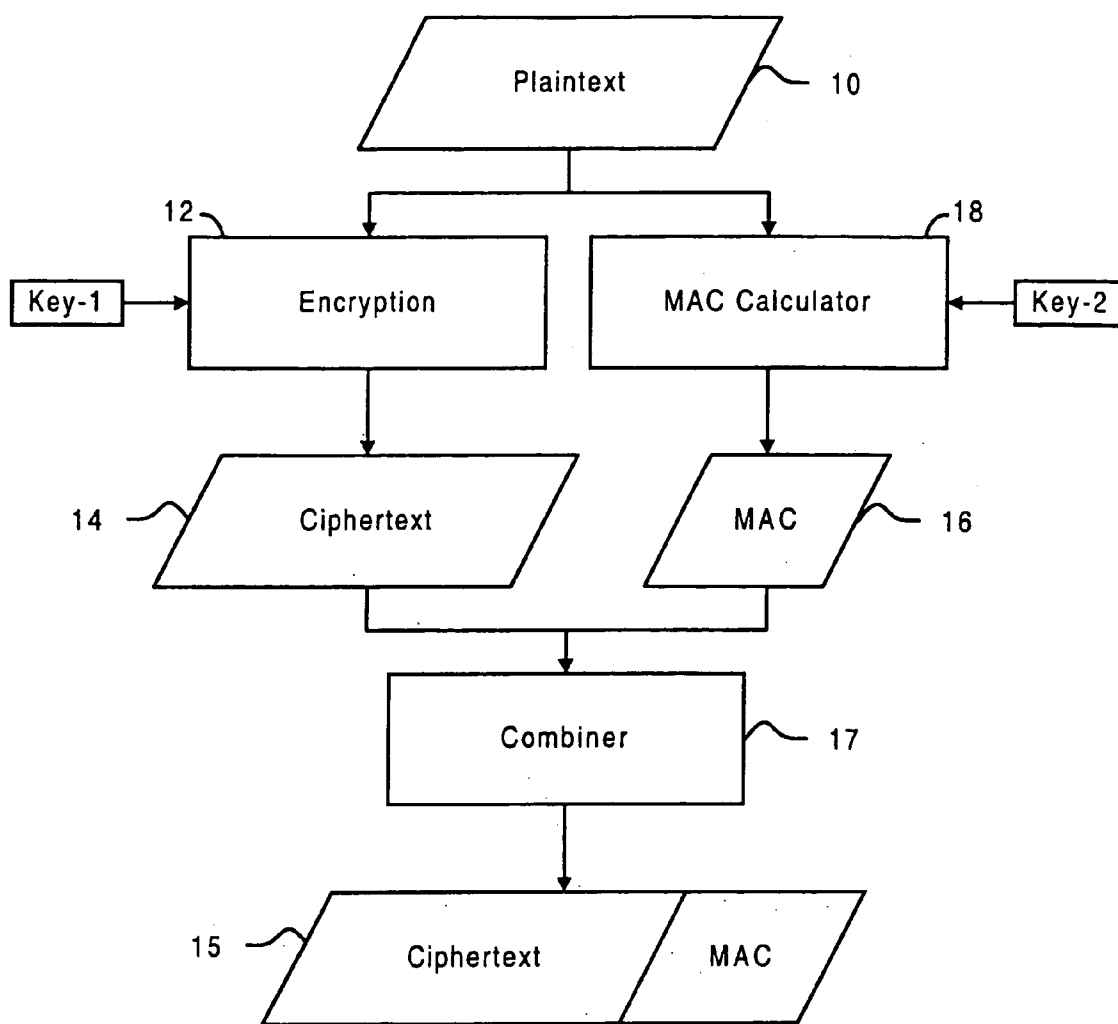 Plaintext
10
12
18
Key-1
Encryption
MAC Calculator
Key-2
14
Ciphertext
MAC
16
Combiner
17
15
Ciphertext
MAC